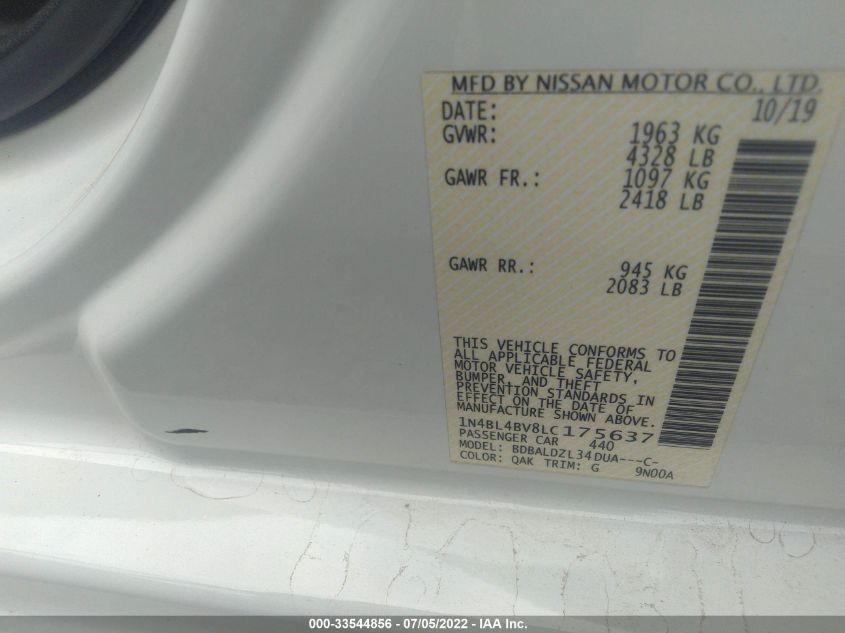 MFD BY NISSAN MOTOR CO., LTD.
DATE: 10/19
GVWR: 1963 KG
4328 LB
GAWR FR.: 1097 KG
2418 LB
GAWR RR.: 945 KG
2083 LB
THIS VEHICLE CONFORMS TO
ALL APPLICABLE FEDERAL
MOTOR VEHICLE SAFETY,
BUMPER, AND THEFT
PREVENTION STANDARDS IN
EFFECT ON THE DATE OF
MANUFACTURE SHOWN ABOVE.
1N4BL4BV8LC175637
PASSENGER CAR 440
MODEL: BDBALDZL34DUA---C-
COLOR: QAK TRIM: G 9N00A
000-33544856 - 07/05/2022 - IAA Inc.